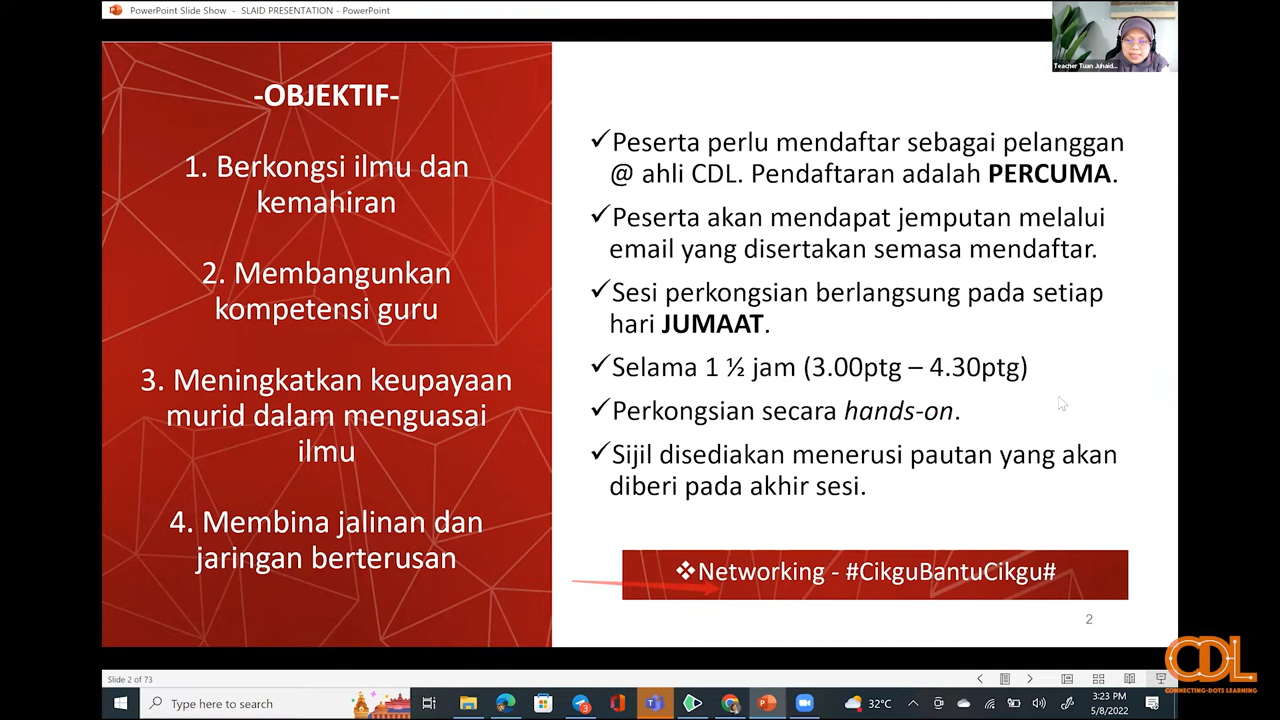 PowerPoint Slide Show - SLAID PRESENTATION - PowerPoint
Teacher Tuan Juhaid...
-OBJEKTIF-
1. Berkongsi ilmu dan
kemahiran
2. Membangunkan
kompetensi guru
3. Meningkatkan keupayaan
murid dalam menguasai
ilmu
4. Membina jalinan dan
jaringan berterusan
✓Peserta perlu mendaftar sebagai pelanggan
@ ahli CDL. Pendaftaran adalah PERCUMA.
✓Peserta akan mendapat jemputan melalui
email yang disertakan semasa mendaftar.
✓Sesi perkongsian berlangsung pada setiap
hari JUMAAT.
✓Selama 1 ½ jam (3.00ptg – 4.30ptg)
✓Perkongsian secara hands-on.
✓Sijil disediakan menerusi pautan yang akan
diberi pada akhir sesi.
❖Networking - #CikguBantuCikgu#
2
CDL
CONNECTING-DOTS LEARNING
Slide 2 of 73
Type here to search
32°C
3:23 PM
5/8/2022